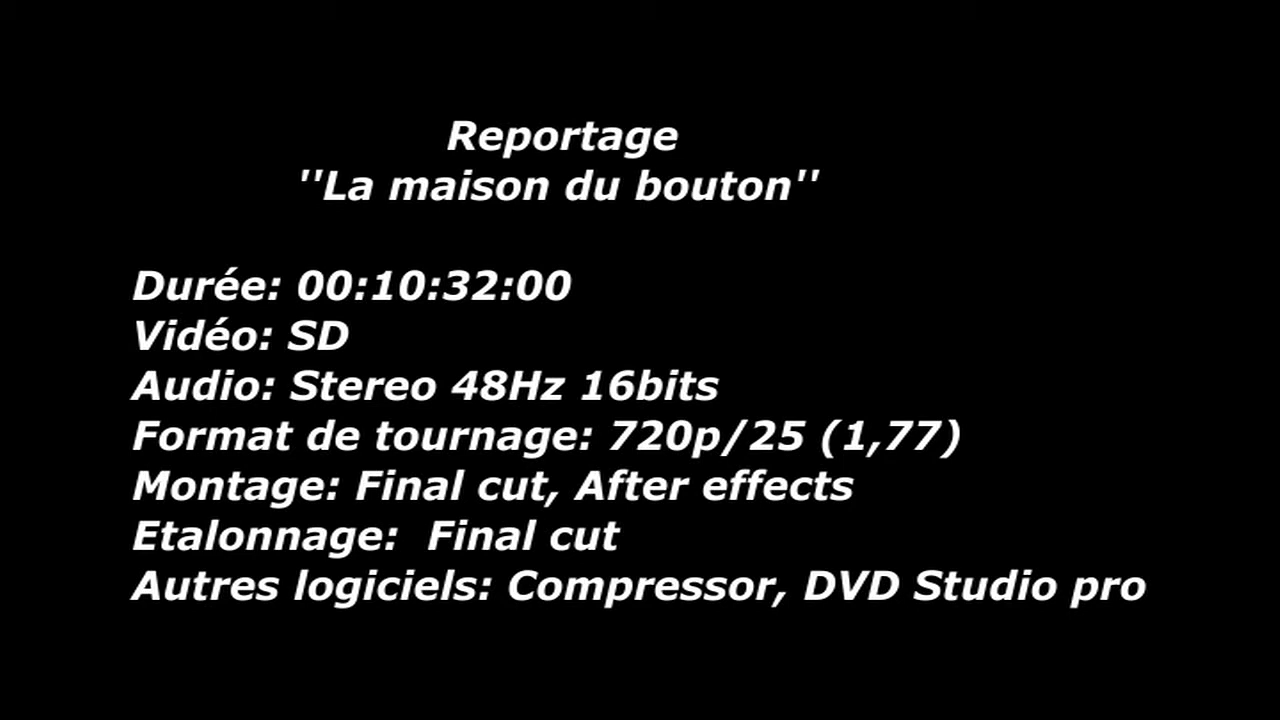 Reportage
''La maison du bouton''
Durée: 00:10:32:00
Vidéo: SD
Audio: Stereo 48Hz 16bits
Format de tournage: 720p/25 (1,77)
Montage: Final cut, After effects
Etalonnage:  Final cut
Autres logiciels: Compressor, DVD Studio pro